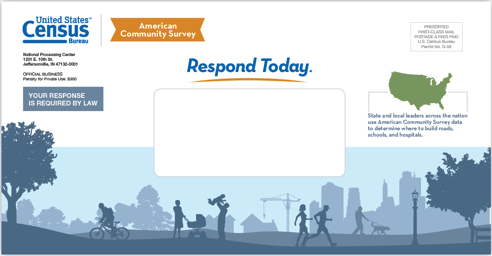 United States™
Census
Bureau
American
Community Survey
National Processing Center
1201 E. 10th St.
Jeffersonville, IN 47132-0001
OFFICIAL BUSINESS
Penalty for Private Use $300
YOUR RESPONSE
IS REQUIRED BY LAW
Respond Today.
PRESORTED
FIRST-CLASS MAIL
POSTAGE & FEES PAID
U.S. Census Bureau
Permit No. G-58
State and local leaders across the nation
use American Community Survey data
to determine where to build roads,
schools, and hospitals.